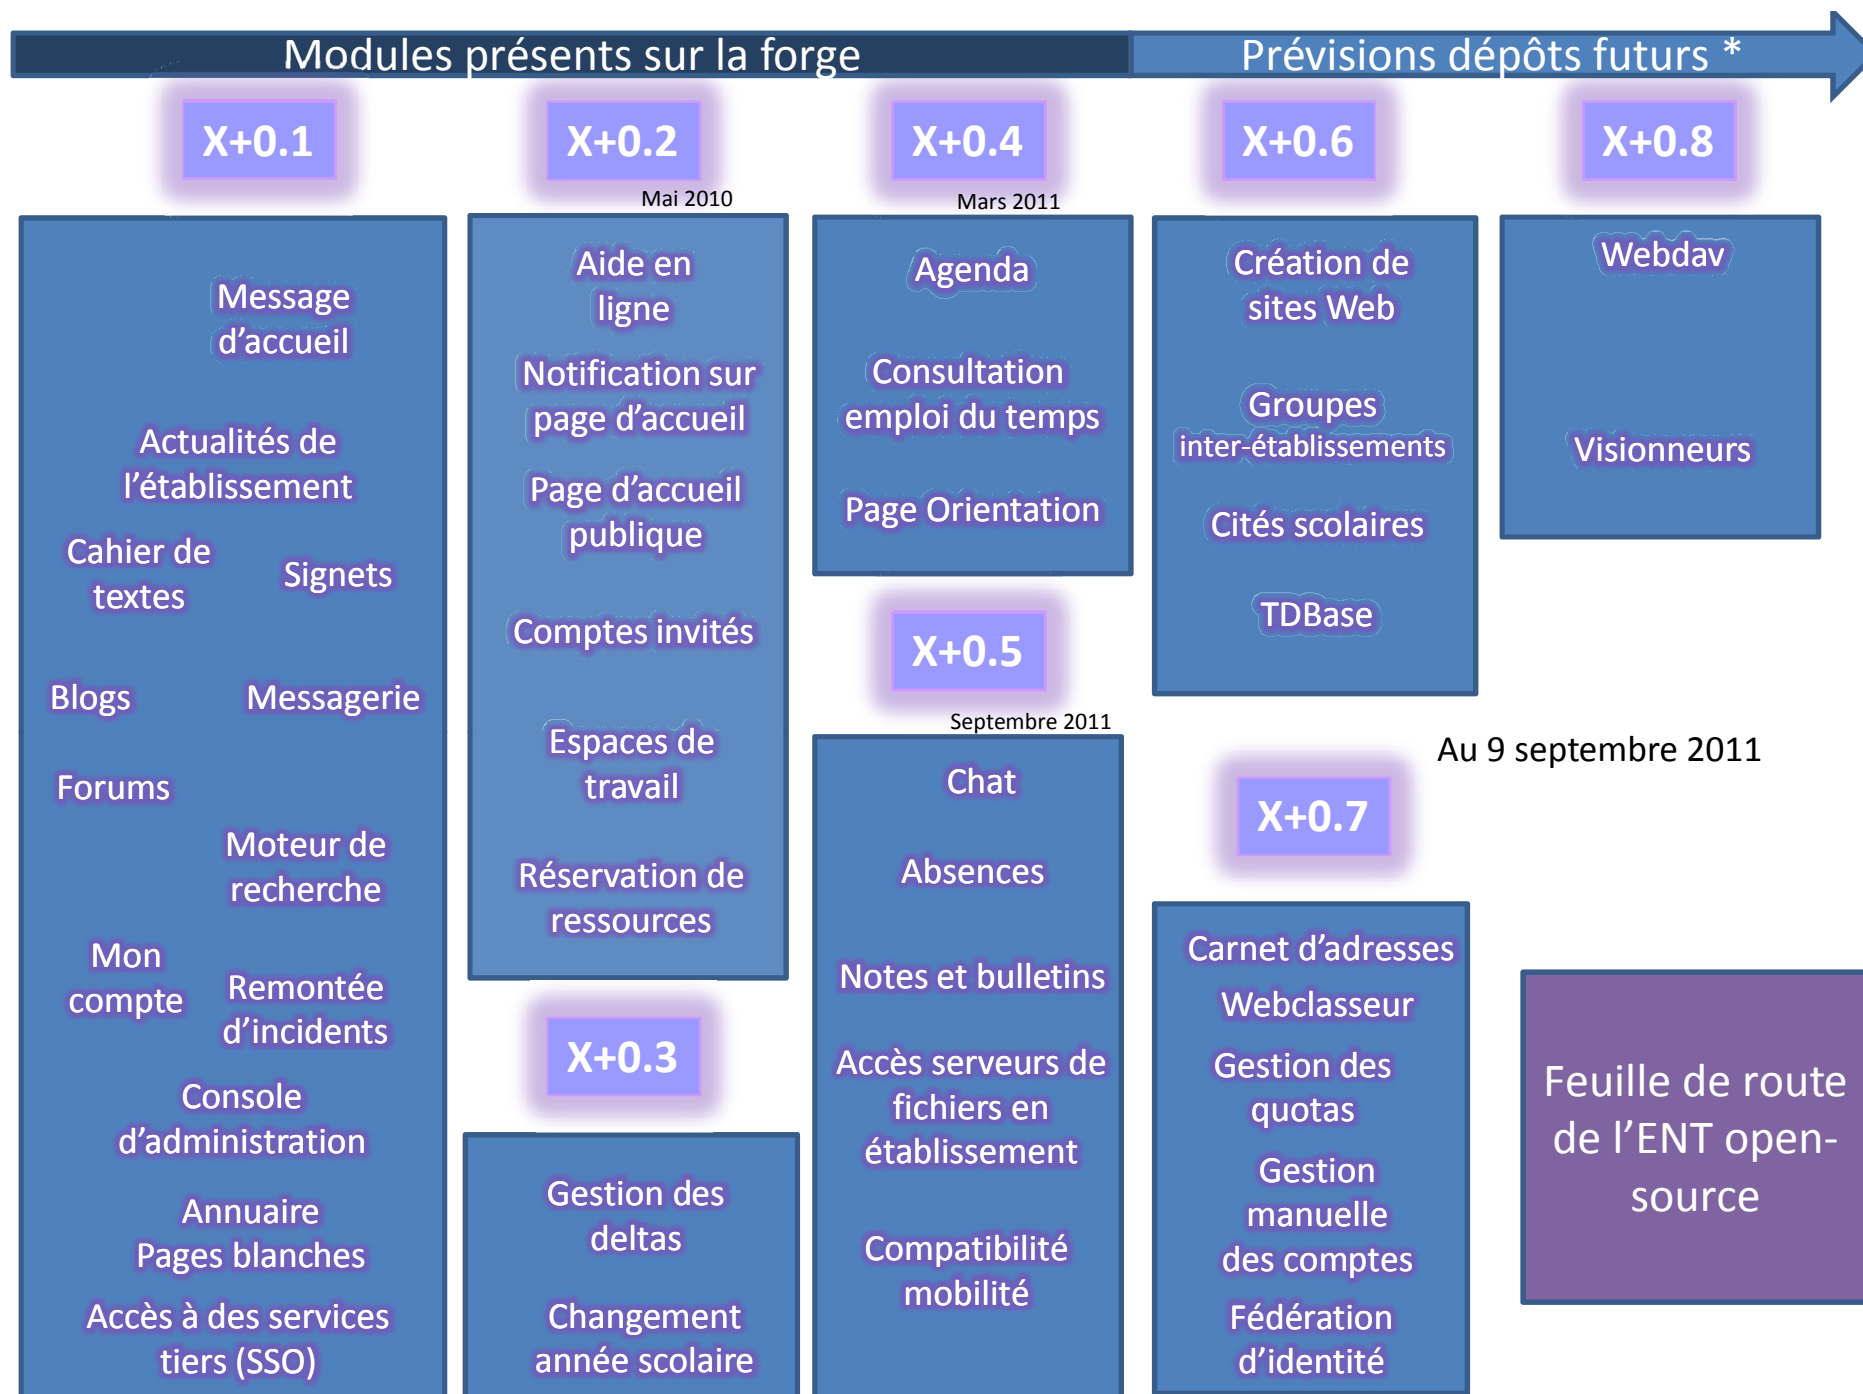 Modules présents sur la forge
Prévisions dépôts futurs *
X+0.1
Message
d’accueil
Actualités de
l’établissement
Cahier de
textes
Signets
Blogs
Messagerie
Forums
Moteur de
recherche
Mon
compte
Remontée
d’incidents
Console
d’administration
Annuaire
Pages blanches
Accès à des services
tiers (SSO)
X+0.2
Mai 2010
Aide en
ligne
Notification sur
page d’accueil
Page d’accueil
publique
Comptes invités
Espaces de
travail
Réservation de
ressources
X+0.3
Gestion des
deltas
Changement
année scolaire
X+0.4
Mars 2011
Agenda
Consultation
emploi du temps
Page Orientation
X+0.5
Septembre 2011
Chat
Absences
Notes et bulletins
Accès serveurs de
fichiers en
établissement
Compatibilité
mobilité
X+0.6
Création de
sites Web
Groupes
inter-établissements
Cités scolaires
TDBase
X+0.7
Carnet d’adresses
Webclasseur
Gestion des
quotas
Gestion
manuelle
des comptes
Fédération
d’identité
X+0.8
Webdav
Visionneurs
Au 9 septembre 2011
Feuille de route
de l’ENT open-
source